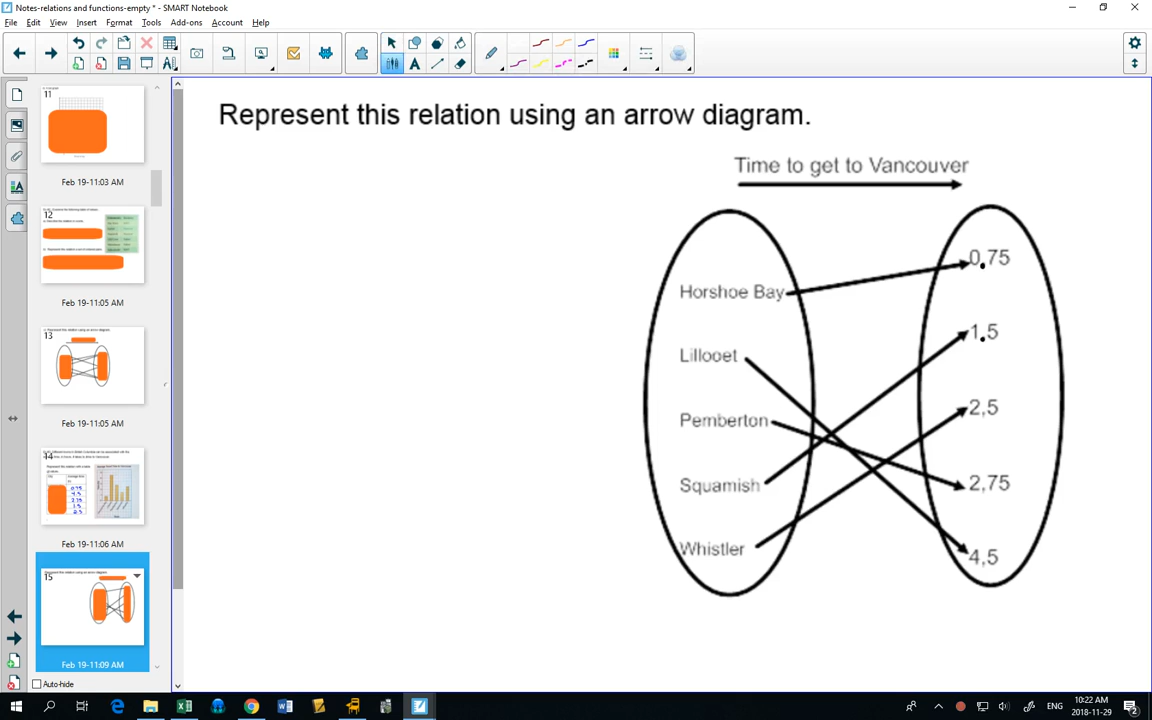 Notes-relations and functions-empty * - SMART Notebook
File Edit View Insert Format Tools Add-ons Account Help
11
Feb 19-11:03 AM
12
Feb 19-11:05 AM
13
Feb 19-11:05 AM
14
Feb 19-11:06 AM
15
Feb 19-11:09 AM
Auto-hide
Represent this relation using an arrow diagram.
Time to get to Vancouver
0.75
Horshoe Bay
1.5
Lillooet
2,5
Pemberton
2,75
Squamish
4,5
Whistler
ENG
10:22 AM
2018-11-29
2